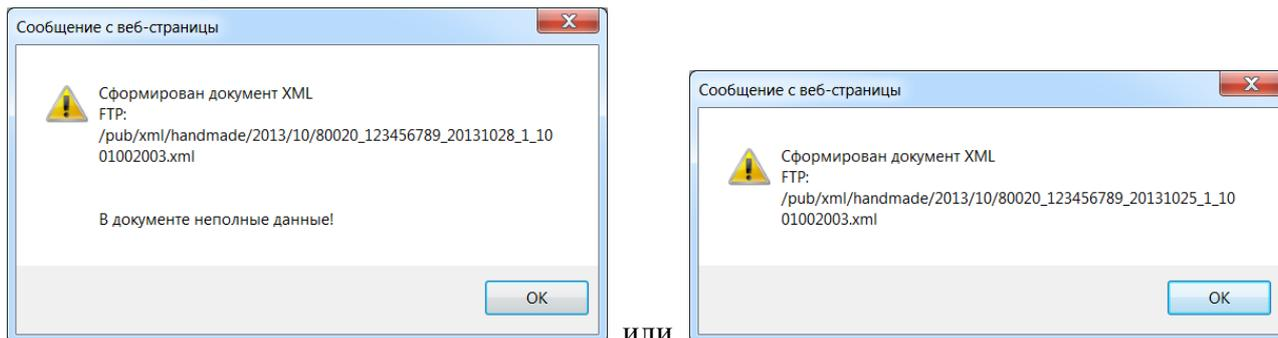 Сообщение с веб-страницы
Сформирован документ XML
FTP:
/pub/xml/handmade/2013/10/80020_123456789_20131028_1_10
01002003.xml
В документе неполные данные!
OK
или
Сообщение с веб-страницы
Сформирован документ XML
FTP:
/pub/xml/handmade/2013/10/80020_123456789_20131025_1_10
01002003.xml
OK